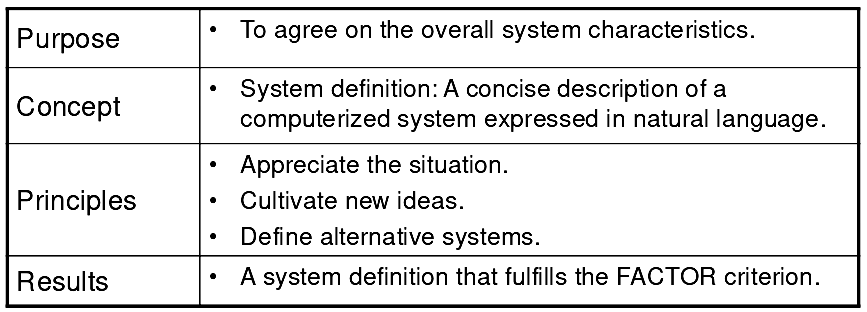 Purpose
• To agree on the overall system characteristics.
Concept
• System definition: A concise description of a
computerized system expressed in natural language.
Principles
• Appreciate the situation.
• Cultivate new ideas.
• Define alternative systems.
Results
• A system definition that fulfills the FACTOR criterion.